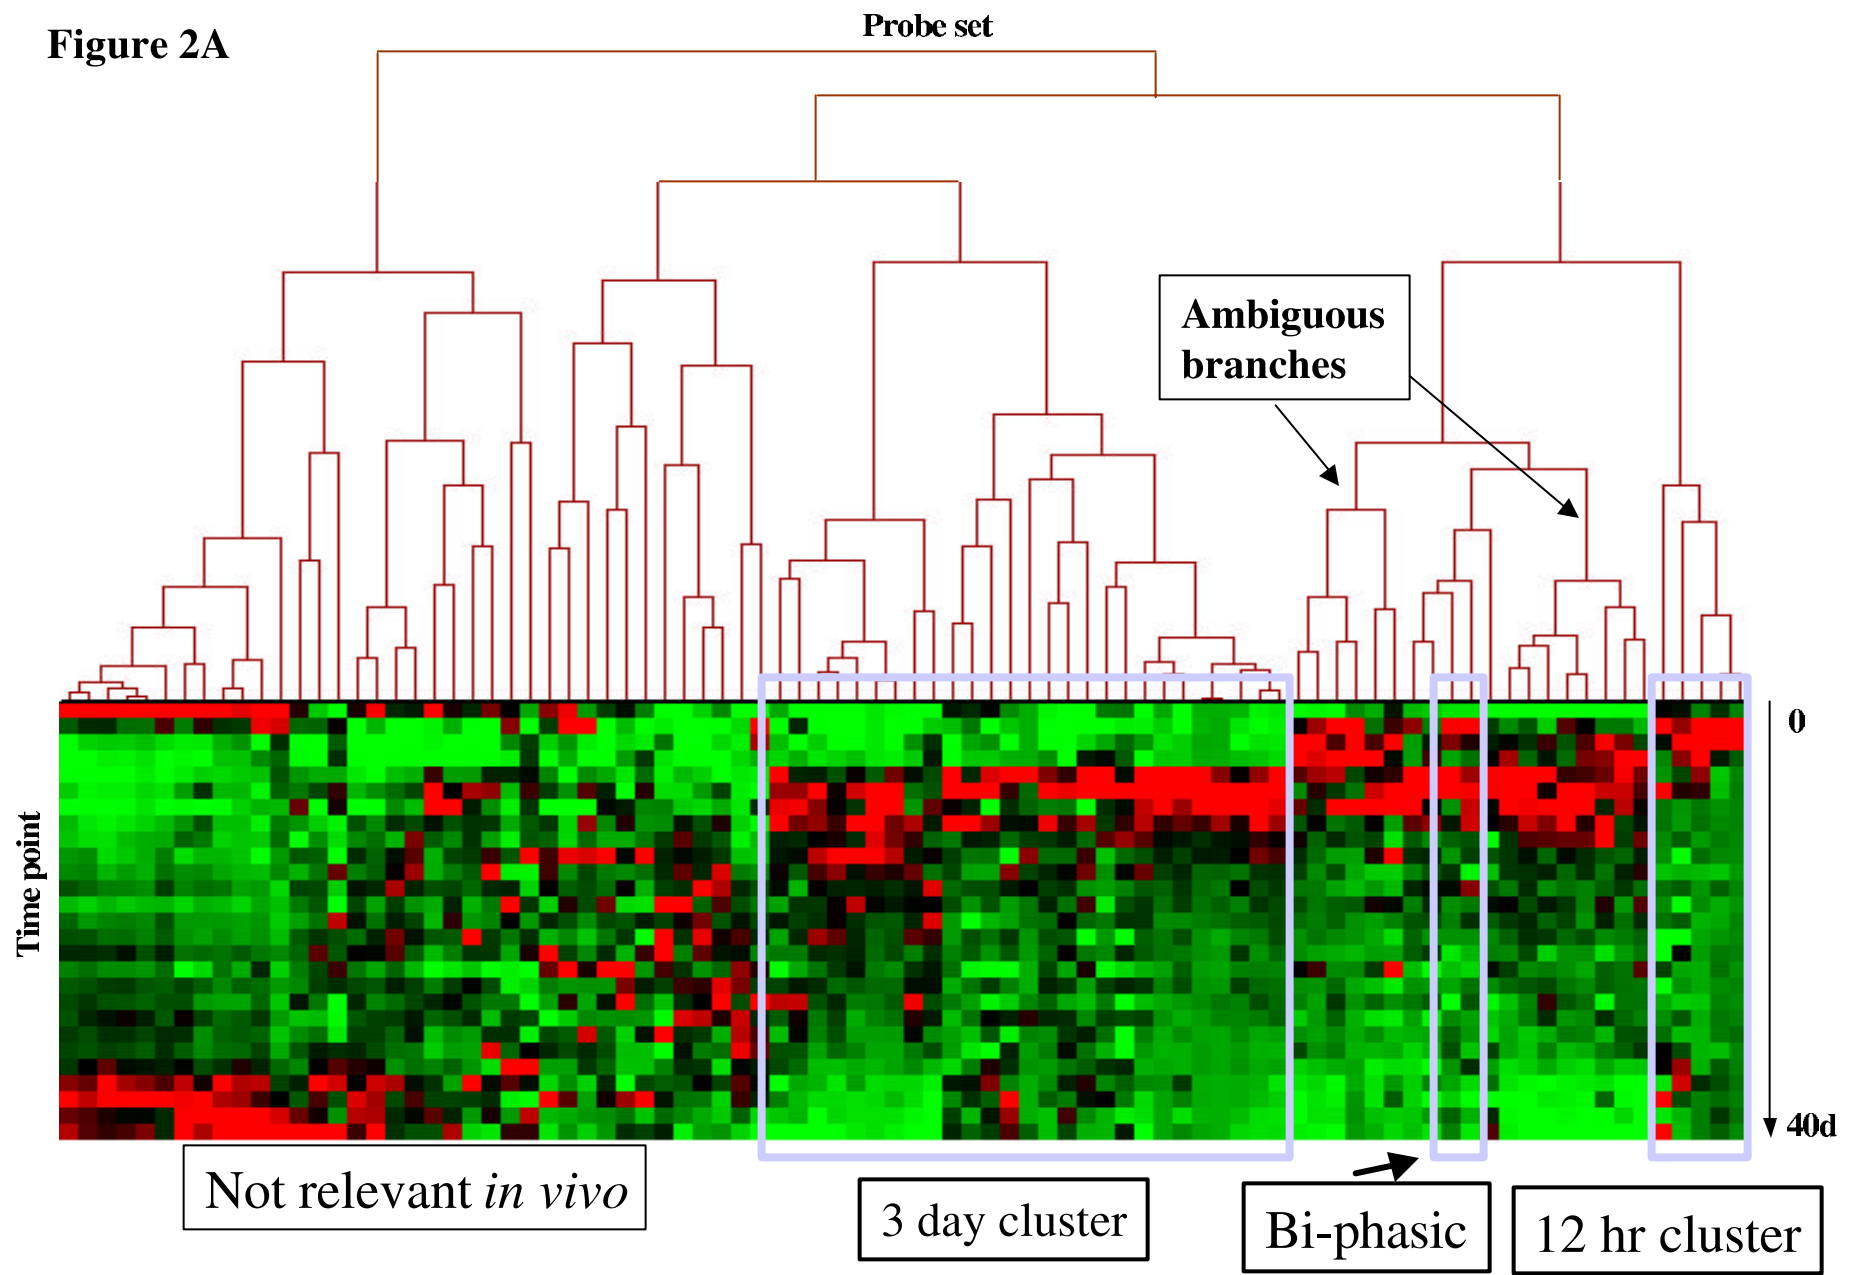 Probe set
Figure 2A
Ambiguous
branches
0
Time point
40d
Not relevant in vivo
3 day cluster
Bi-phasic
12 hr cluster